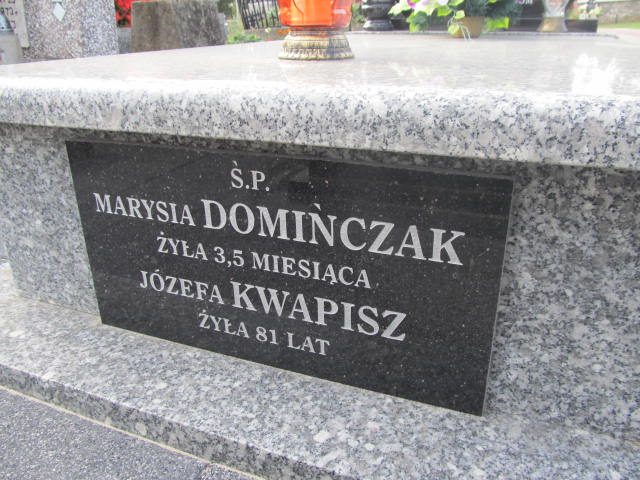 Ṡ.P.
MARYSIA DOMIŃCZAK
ŻYŁA 3,5 MIESIĄCA
JÓZEFA KWAPISZ
ŻYŁA 81 LAT